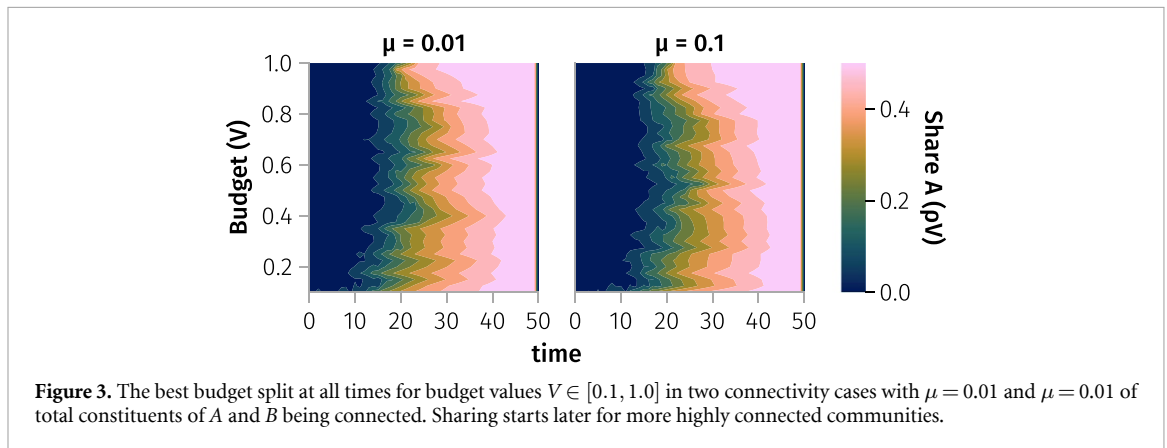 μ = 0.01 μ = 0.1
1.0
0.8
0.6
0.4
0.2
Budget (V)
0 10 20 30 40 50 0 10 20 30 40 50
time
0.4
0.2
0.0
Share A (ρV)
Figure 3. The best budget split at all times for budget values V ∈ [0.1, 1.0] in two connectivity cases with μ = 0.01 and μ = 0.01 of
total constituents of A and B being connected. Sharing starts later for more highly connected communities.